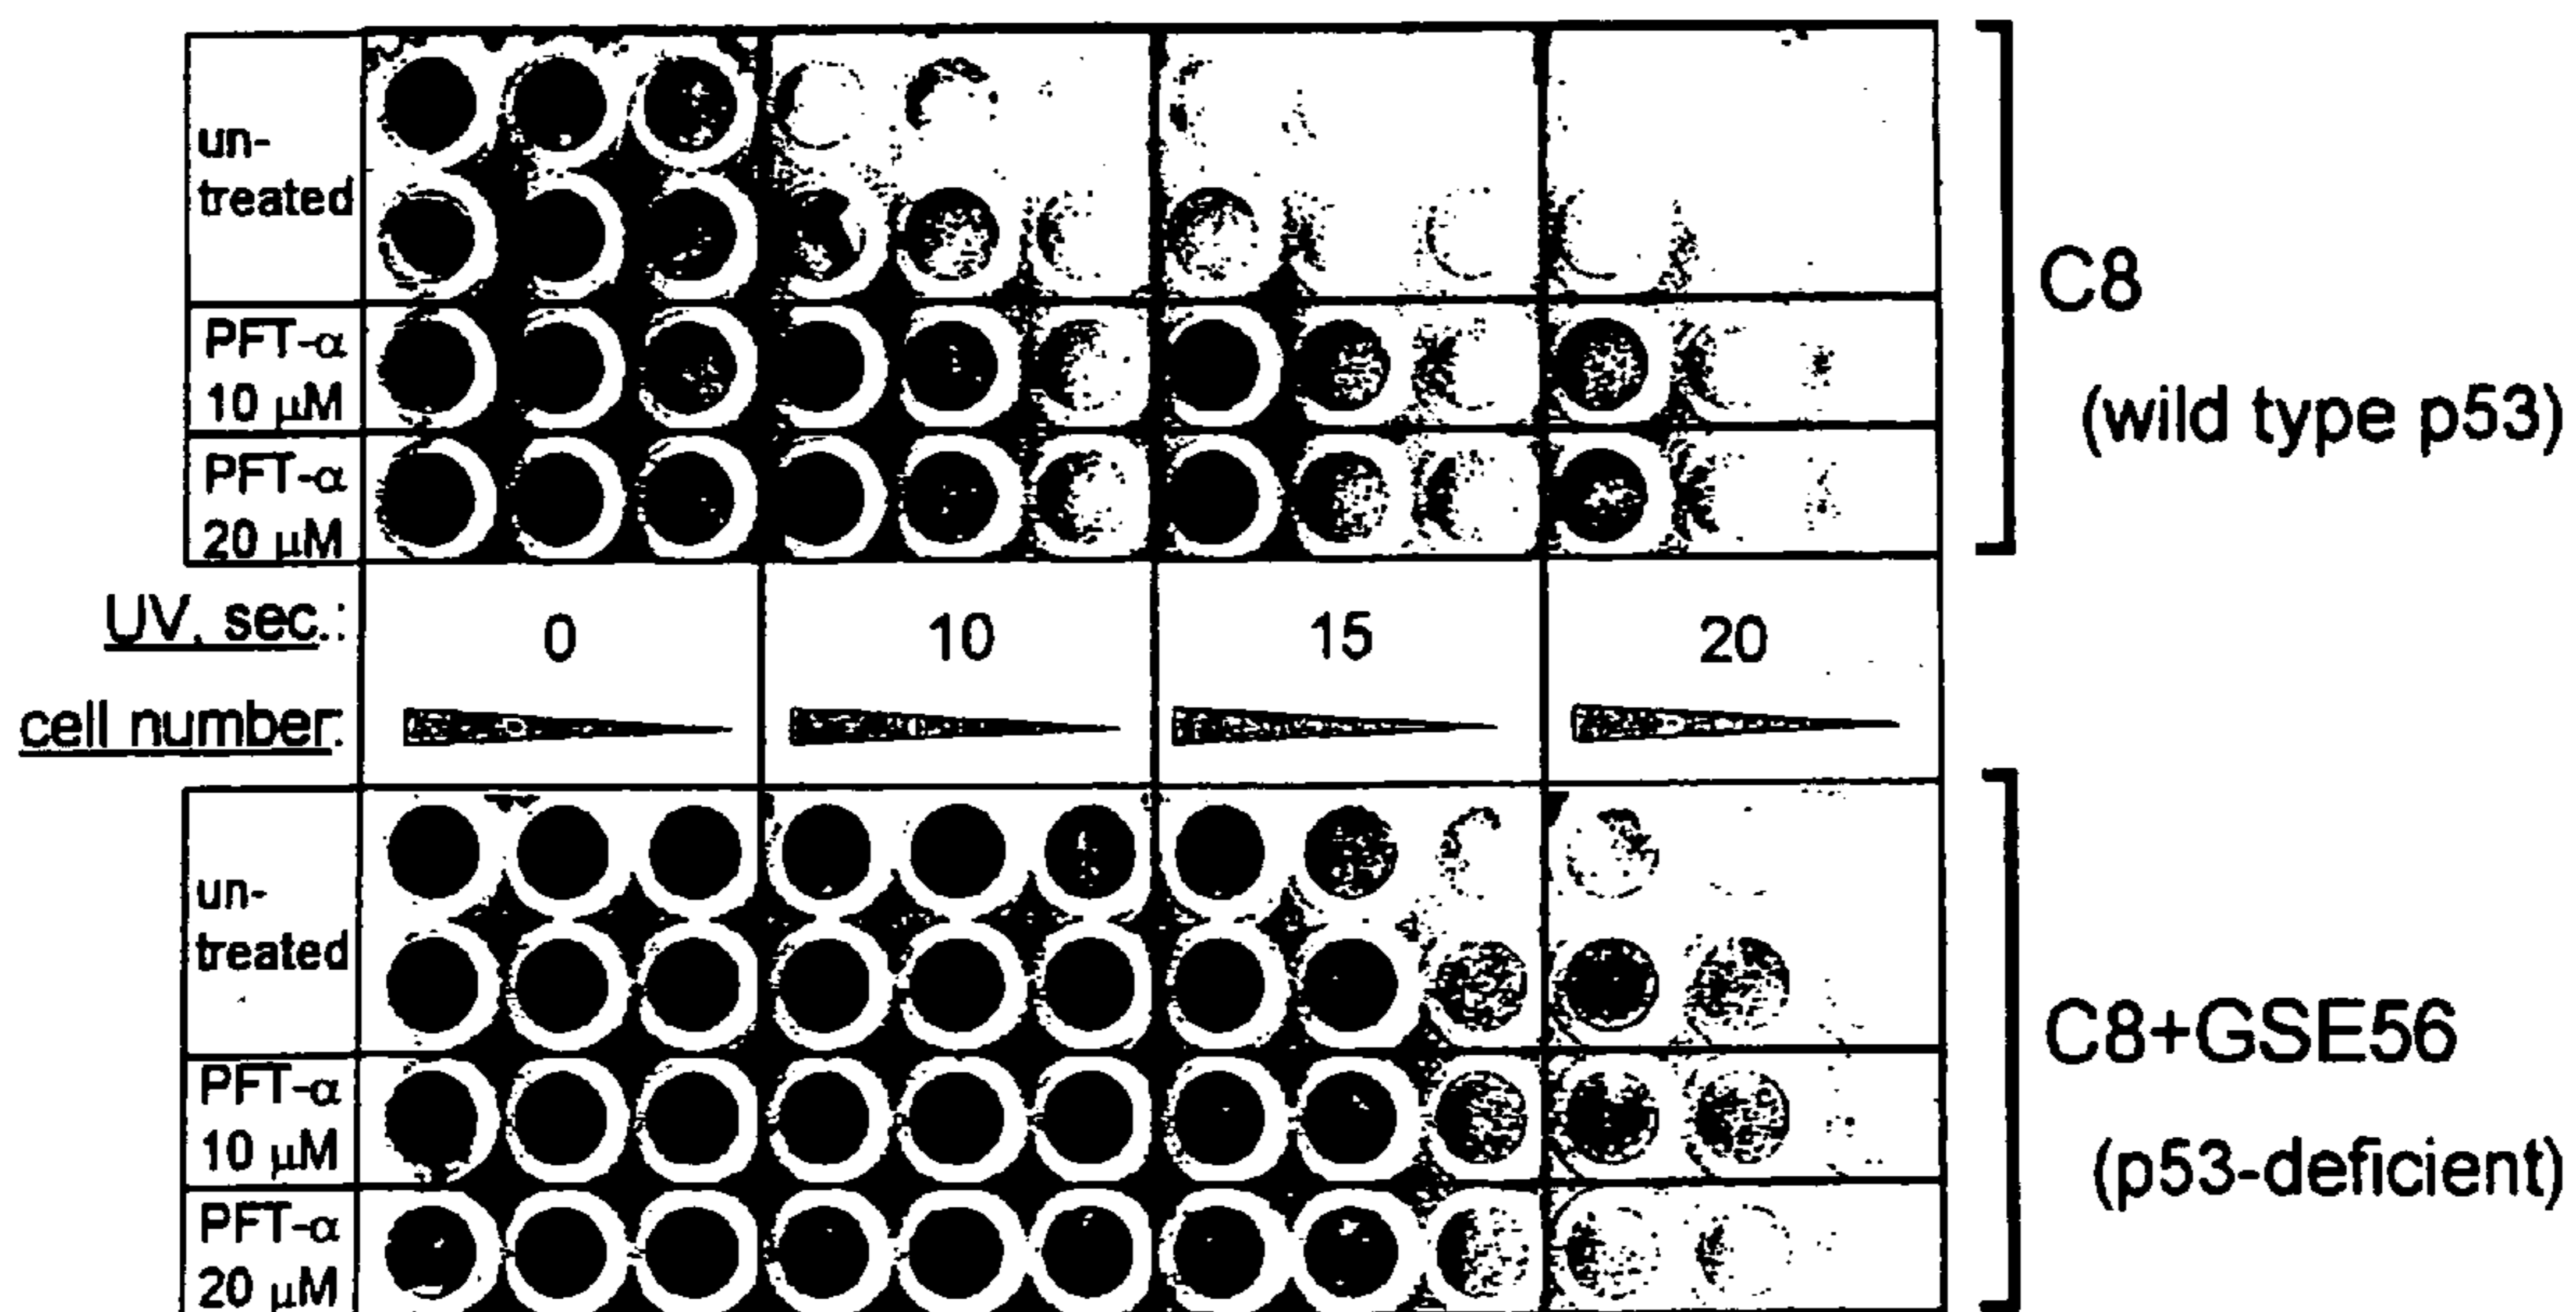 un-
treated
PFT-α
10 µM
PFT-α
20 µM
C8
(wild type p53)
UV, sec.:
0
10
15
20
cell number:
un-
treated
PFT-α
10 µM
PFT-α
20 µM
C8+GSE56
(p53-deficient)